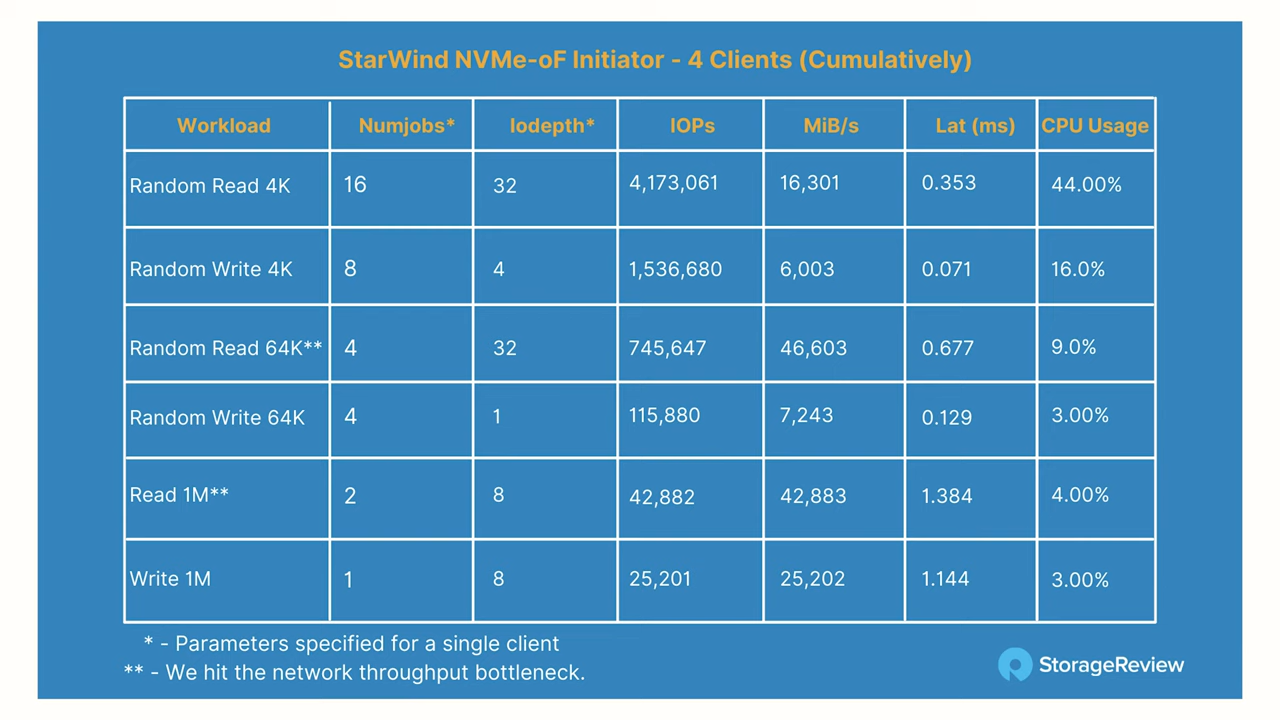 StarWind NVMe-oF Initiator - 4 Clients (Cumulatively)
Workload Numjobs* Iodepth* IOPs MiB/s Lat (ms) CPU Usage
Random Read 4K 16 32 4,173,061 16,301 0.353 44.00%
Random Write 4K 8 4 1,536,680 6,003 0.071 16.0%
Random Read 64K** 4 32 745,647 46,603 0.677 9.0%
Random Write 64K 4 1 115,880 7,243 0.129 3.00%
Read 1M** 2 8 42,882 42,883 1.384 4.00%
Write 1M 1 8 25,201 25,202 1.144 3.00%
* - Parameters specified for a single client
** - We hit the network throughput bottleneck.
StorageReview